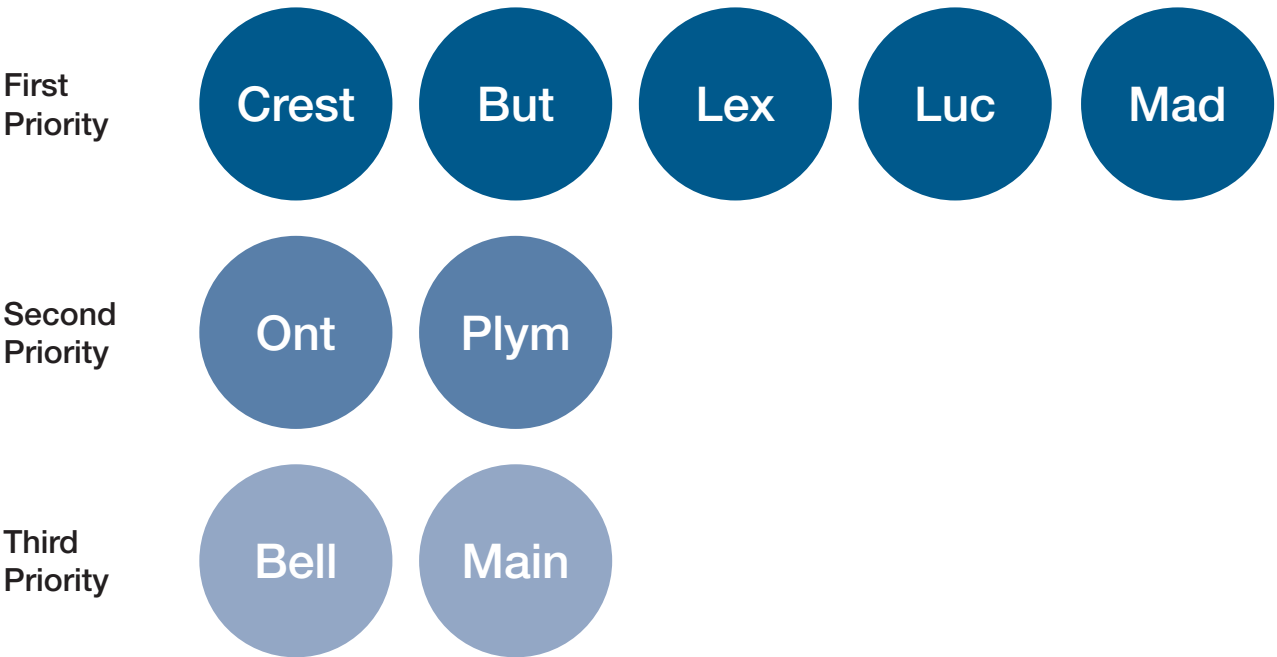 First
Priority
Crest
But
Lex
Luc
Mad
Second
Priority
Ont
Plym
Third
Priority
Bell
Main